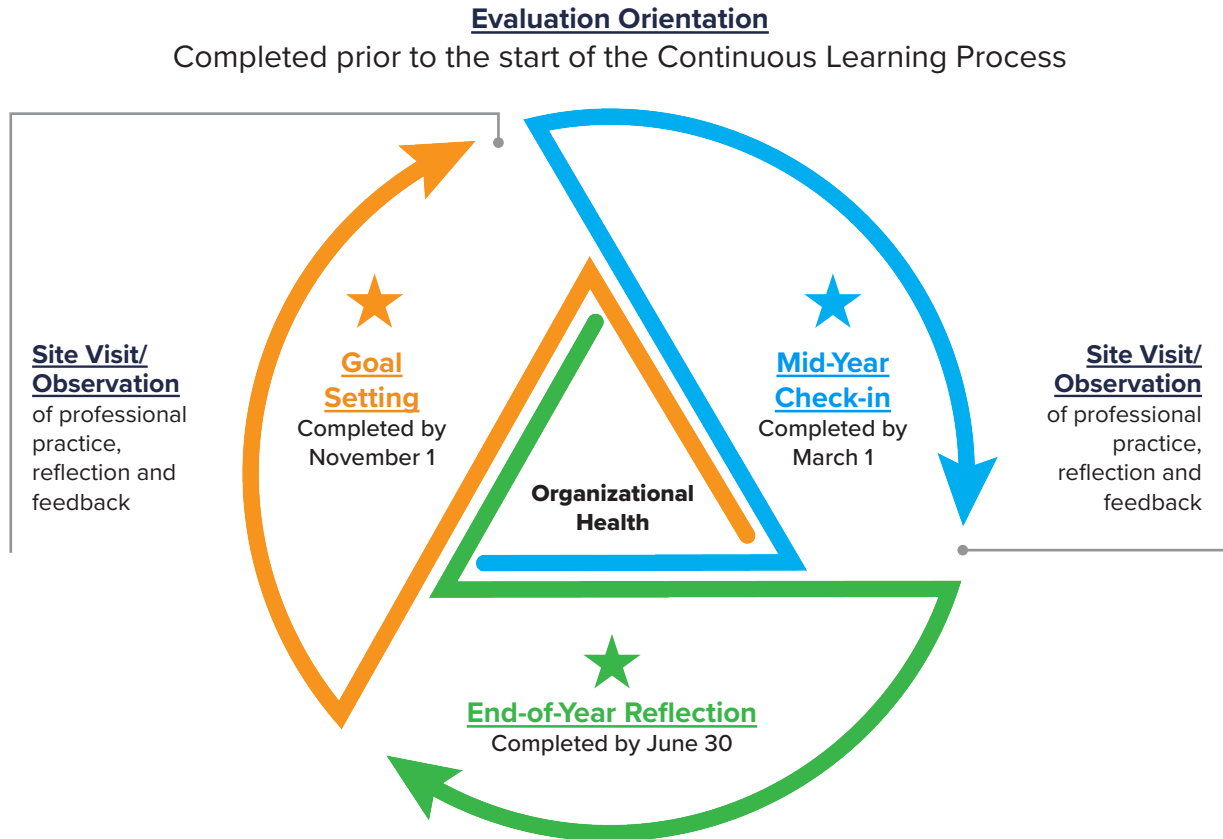 Evaluation Orientation
Completed prior to the start of the Continuous Learning Process
Site Visit/
Observation
of professional
practice,
reflection and
feedback
Goal
Setting
Completed by
November 1
Mid-Year
Check-in
Completed by
March 1
Site Visit/
Observation
of professional
practice,
reflection and
feedback
Organizational
Health
End-of-Year Reflection
Completed by June 30